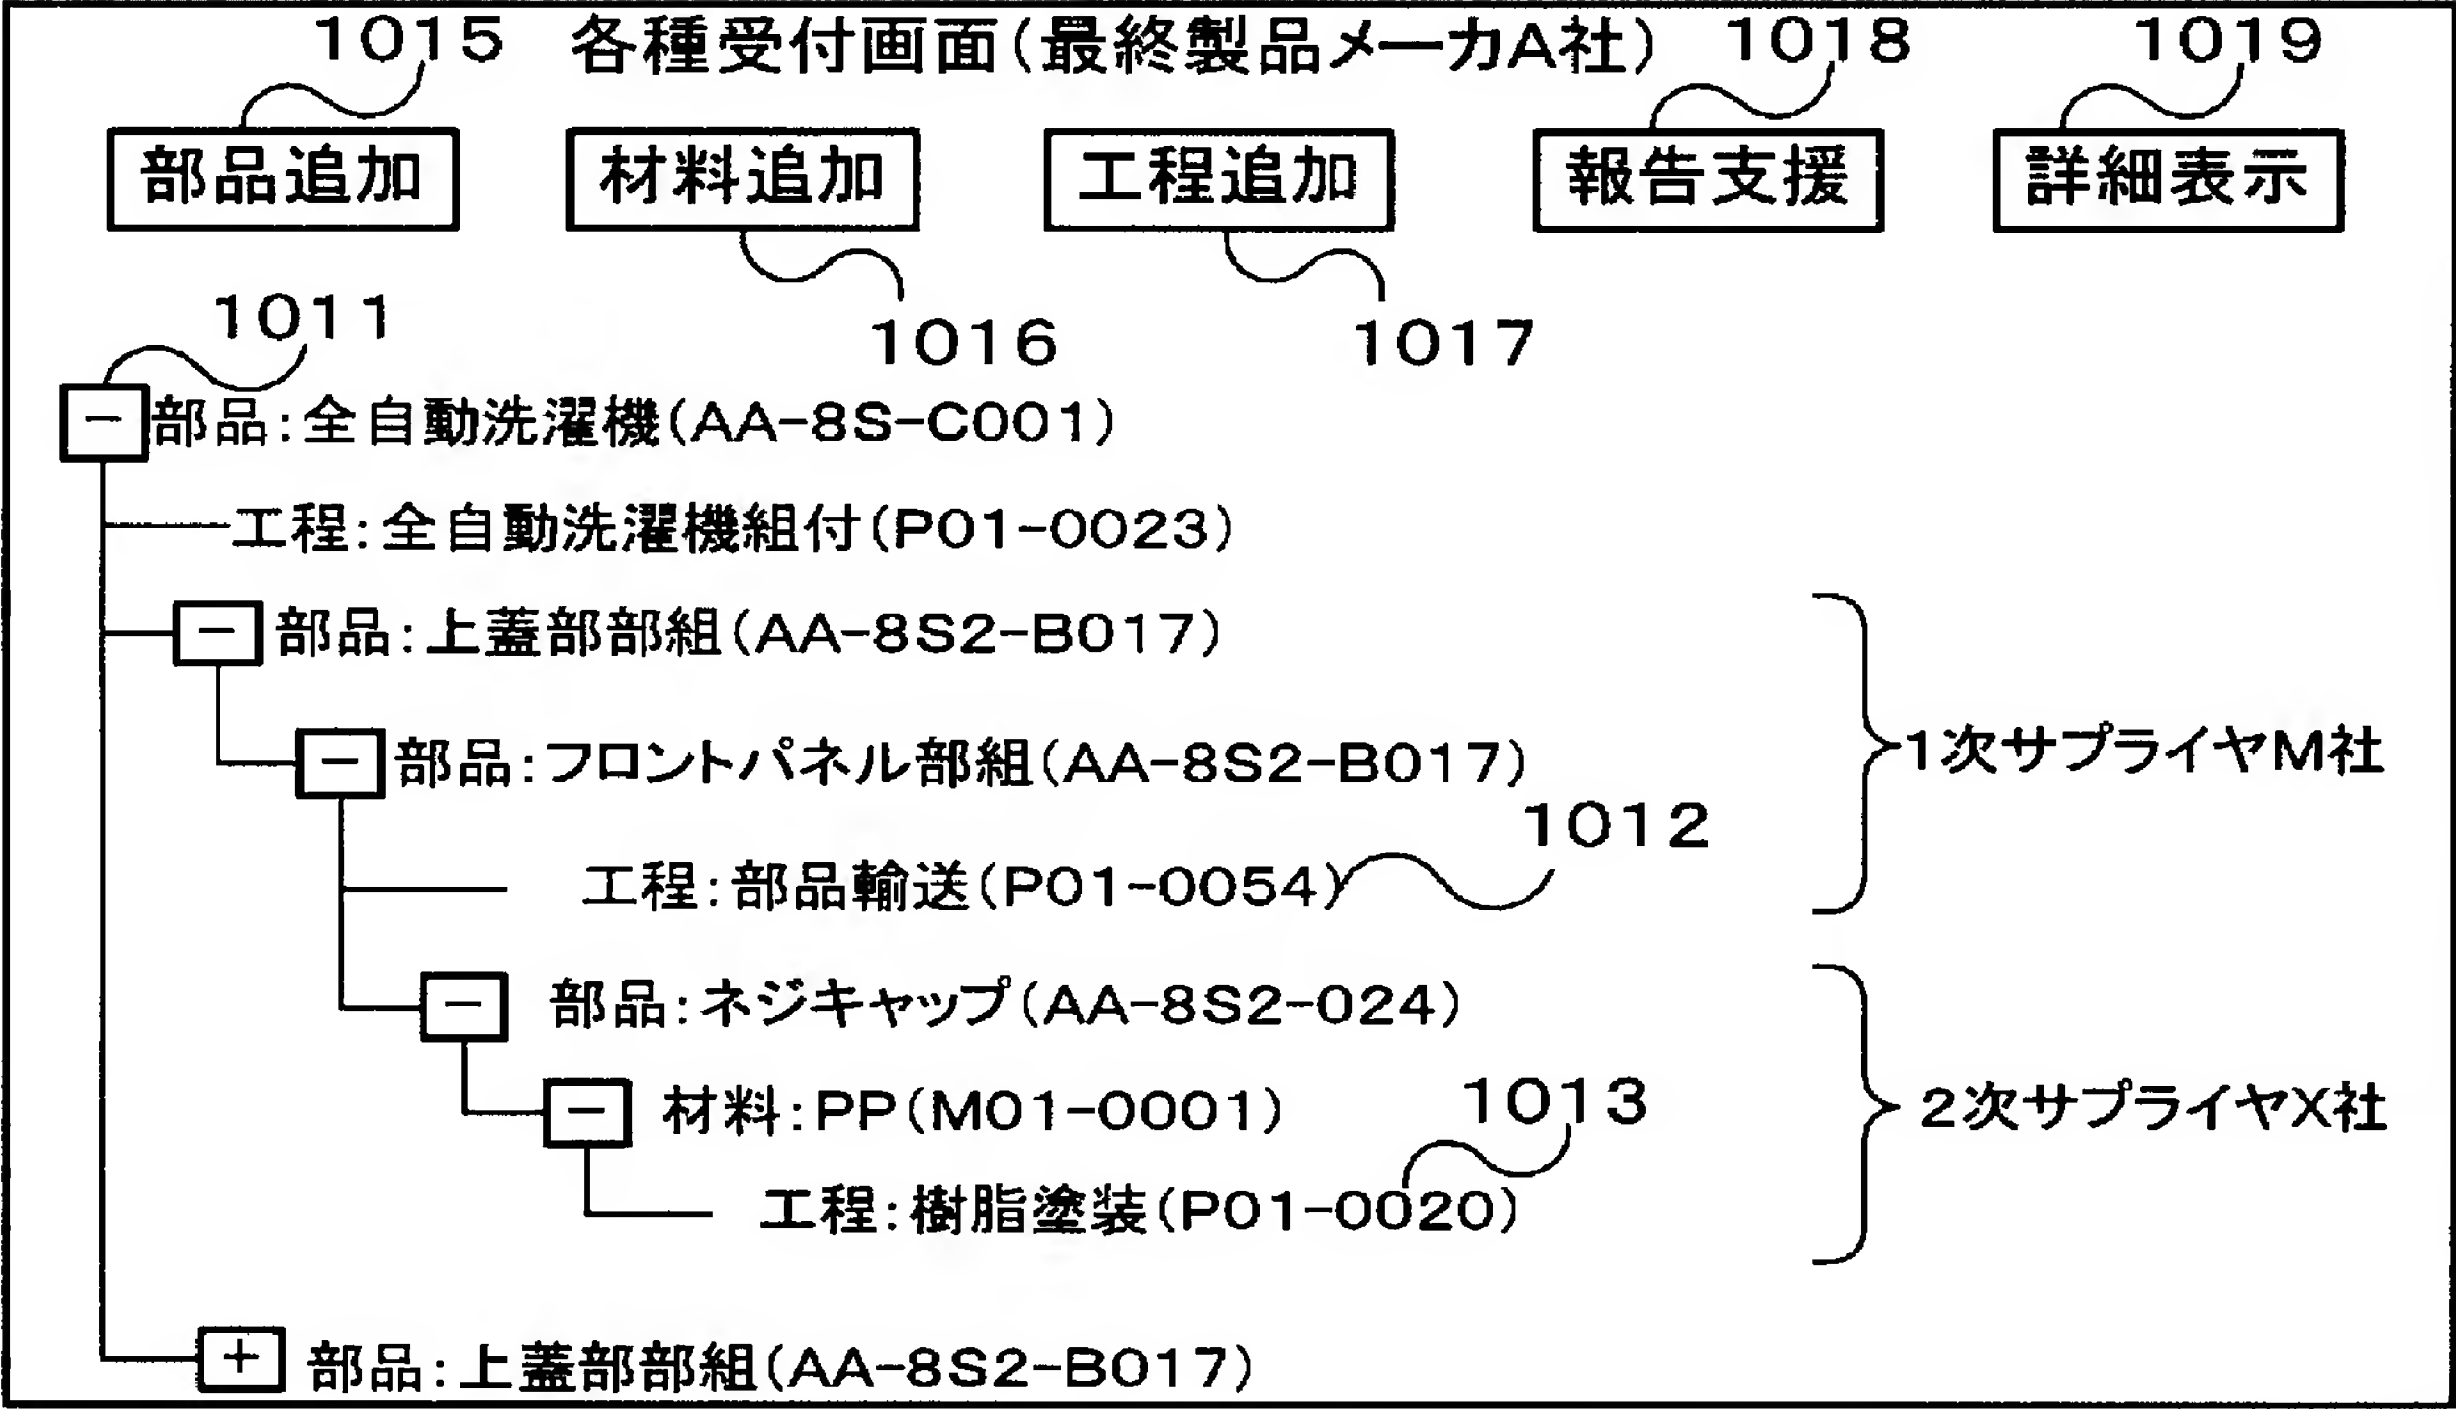 1015 各種受付画面(最終製品メーカA社) 1018 1019
部品追加 材料追加 工程追加 報告支援 詳細表示
1011 1016 1017
－部品:全自動洗濯機(AA-8S-C001)
工程:全自動洗濯機組付(P01-0023)
－部品:上蓋部部組(AA-8S2-B017)
－部品:フロントパネル部組(AA-8S2-B017) 1次サプライヤM社
1012
工程:部品輸送(P01-0054)
－ 部品:ネジキャップ(AA-8S2-024)
－ 材料:PP(M01-0001) 1013 2次サプライヤX社
工程:樹脂塗装(P01-0020)
＋ 部品:上蓋部部組(AA-8S2-B017)